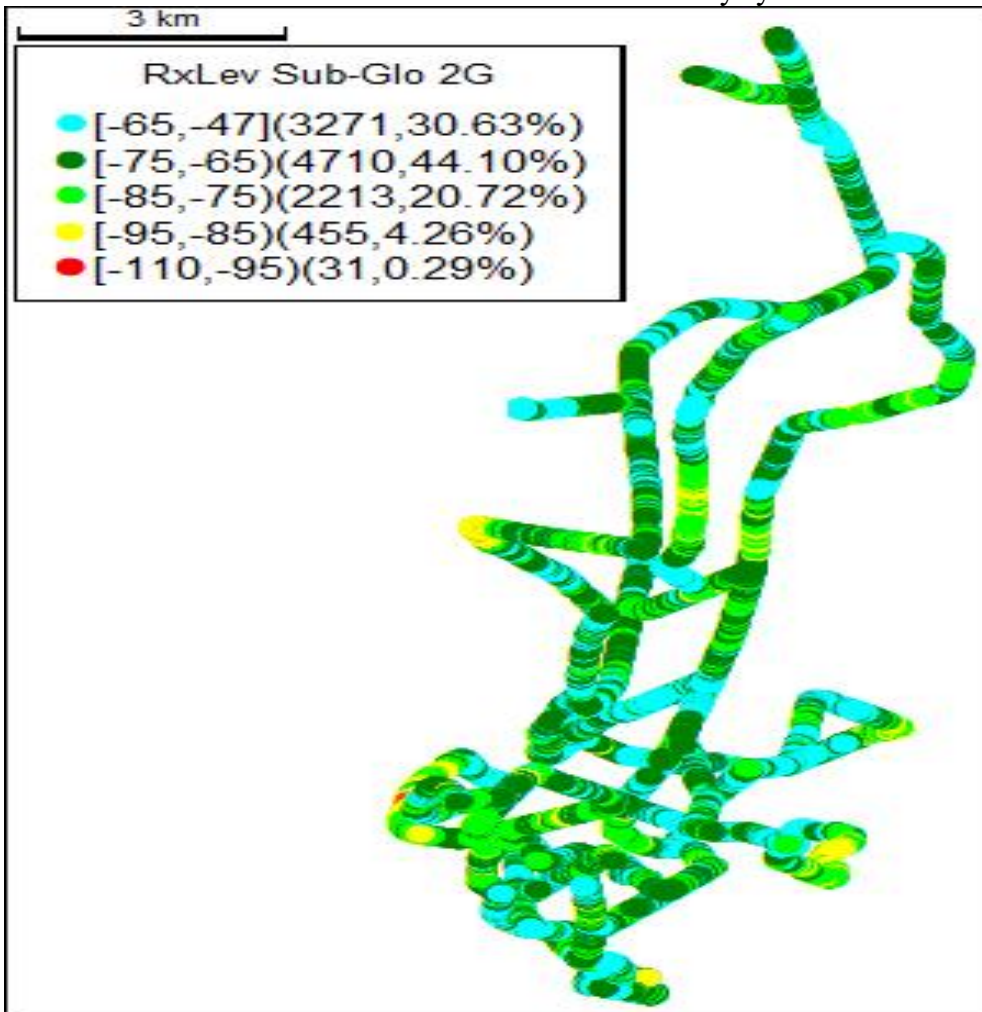 3 km
RxLev Sub-Glo 2G
[-65,-47](3271,30.63%)
[-75,-65)(4710,44.10%)
[-85,-75)(2213,20.72%)
[-95,-85)(455,4.26%)
[-110,-95)(31,0.29%)